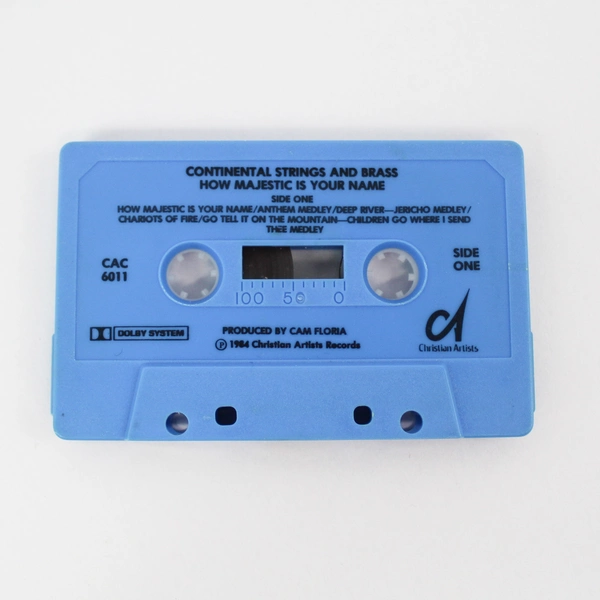 CONTINENTAL STRINGS AND BRASS
HOW MAJESTIC IS YOUR NAME
SIDE ONE
HOW MAJESTIC IS YOUR NAME/ANTHEM MEDLEY/DEEP RIVER—JERICHO MEDLEY/
CHARIOTS OF FIRE/GO TELL IT ON THE MOUNTAIN—CHILDREN GO WHERE I SEND
THEE MEDLEY
CAC
6011
SIDE
ONE
100 50 0
DOLBY SYSTEM
PRODUCED BY CAM FLORIA
℗ 1984 Christian Artists Records
CA
Christian Artists